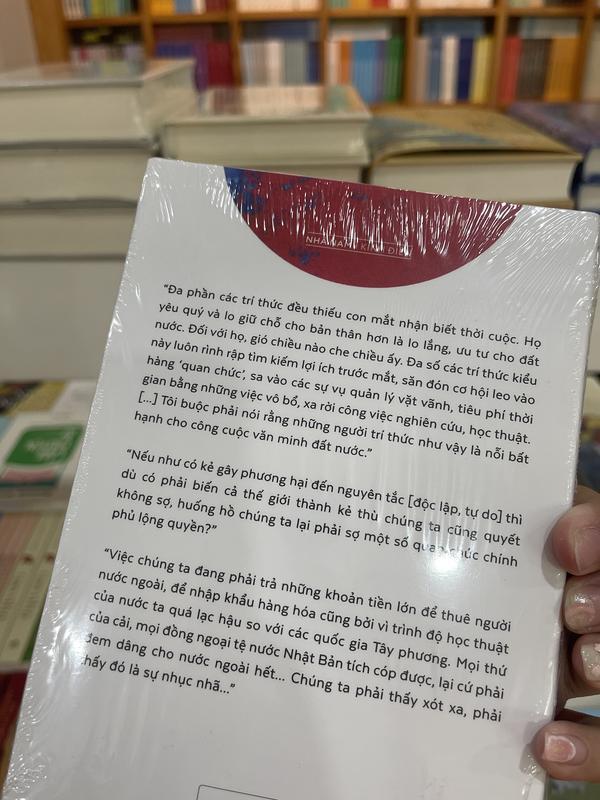 NHÃ NAM KINH ĐIỂN
“Đa phần các trí thức đều thiếu con mắt nhận biết thời cuộc. Họ
yêu quý và lo giữ chỗ cho bản thân hơn là lo lắng, ưu tư cho đất
nước. Đối với họ, gió chiều nào che chiều ấy. Đa số các trí thức kiểu
này luôn rình rập tìm kiếm lợi ích trước mắt, săn đón cơ hội leo vào
hàng ‘quan chức’, sa vào các sự vụ quản lý vặt vãnh, tiêu phí thời
gian bằng những việc vô bổ, xa rời công việc nghiên cứu, học thuật.
[...] Tôi buộc phải nói rằng những người trí thức như vậy là nỗi bất
hạnh cho công cuộc văn minh đất nước.”
“Nếu như có kẻ gây phương hại đến nguyên tắc [độc lập, tự do] thì
dù có phải biến cả thế giới thành kẻ thù chúng ta cũng quyết
không sợ, huống hồ chúng ta lại phải sợ một số quan chức chính
phủ lộng quyền?”
“Việc chúng ta đang phải trả những khoản tiền lớn để thuê người
nước ngoài, để nhập khẩu hàng hóa cũng bởi vì trình độ học thuật
của nước ta quá lạc hậu so với các quốc gia Tây phương. Mọi thứ
của cải, mọi đồng ngoại tệ nước Nhật Bản tích cóp được, lại cứ phải
đem dâng cho nước ngoài hết... Chúng ta phải thấy xót xa, phải
thấy đó là sự nhục nhã...”